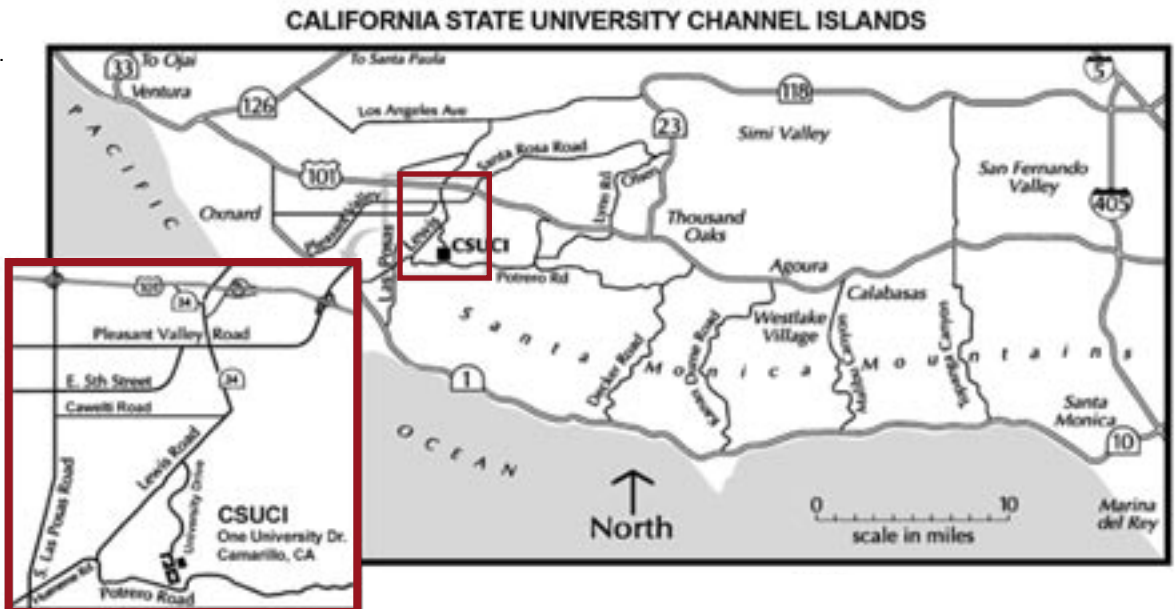 CALIFORNIA STATE UNIVERSITY CHANNEL ISLANDS
33
To Ojai
Ventura
126
To Santa Paula
Los Angeles Ave
118
5
23
Simi Valley
PACIFIC
101
Santa Rosa Road
Olsen
Lynn Rd
San Fernando
Valley
405
Oxnard
Pleasant Valley
Las Posas
Lewis
CSUCI
Thousand
Oaks
Potrero Rd
Agoura
Calabasas
Westlake
Village
Santa Monica Mountains
Decker Road
Kanan Dume Road
Malibu Canyon
Topanga Canyon
1
Santa
Monica
10
OCEAN
North
0 10
scale in miles
Marina
del Rey
101
34
Pleasant Valley Road
E. 5th Street
34
Cawelti Road
Lewis Road
S. Las Posas Road
University Drive
CSUCI
One University Dr.
Camarillo, CA
Hueneme Rd.
Potrero Road